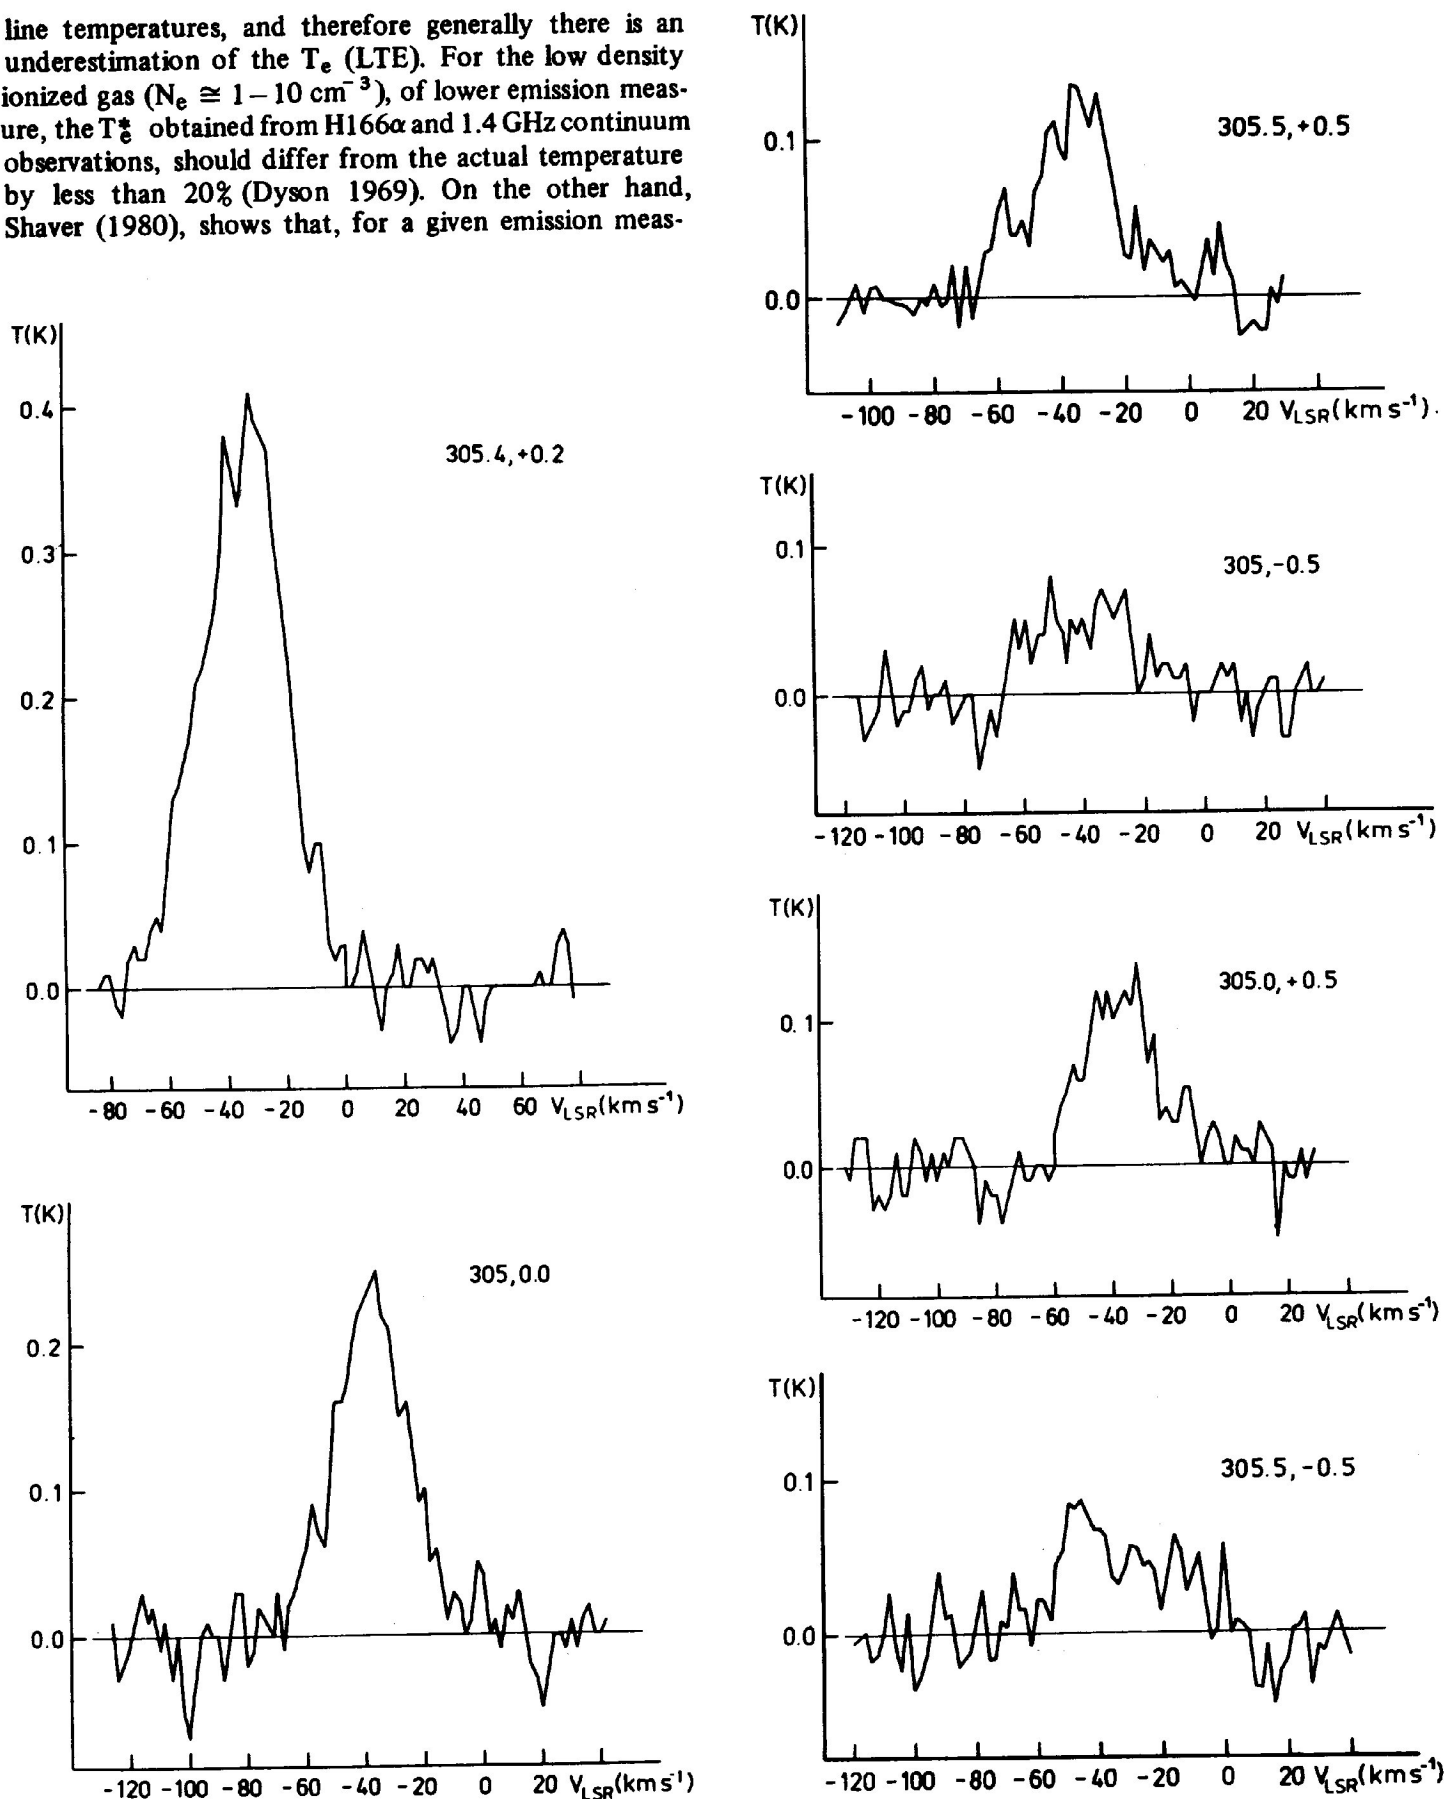 line temperatures, and therefore generally there is an
underestimation of the Tₑ (LTE). For the low density
ionized gas (Nₑ ≅ 1–10 cm⁻³), of lower emission meas-
ure, the Tₑ* obtained from H166α and 1.4 GHz continuum
observations, should differ from the actual temperature
by less than 20% (Dyson 1969). On the other hand,
Shaver (1980), shows that, for a given emission meas-
T(K)
0.4
305.4,+0.2
0.3
0.2
0.1
0.0
-80 -60 -40 -20 0 20 40 60 V_LSR(km s⁻¹)
T(K)
305,0.0
0.2
0.1
0.0
-120 -100 -80 -60 -40 -20 0 20 V_LSR(km s⁻¹)
T(K)
0.1
305.5,+0.5
0.0
-100 -80 -60 -40 -20 0 20 V_LSR(km s⁻¹).
T(K)
0.1
305,-0.5
0.0
-120 -100 -80 -60 -40 -20 0 20 V_LSR(km s⁻¹)
T(K)
305.0,+0.5
0.1
0.0
-120 -100 -80 -60 -40 -20 0 20 V_LSR(km s⁻¹)
T(K)
305.5,-0.5
0.1
0.0
-120 -100 -80 -60 -40 -20 0 20 V_LSR(km s⁻¹)